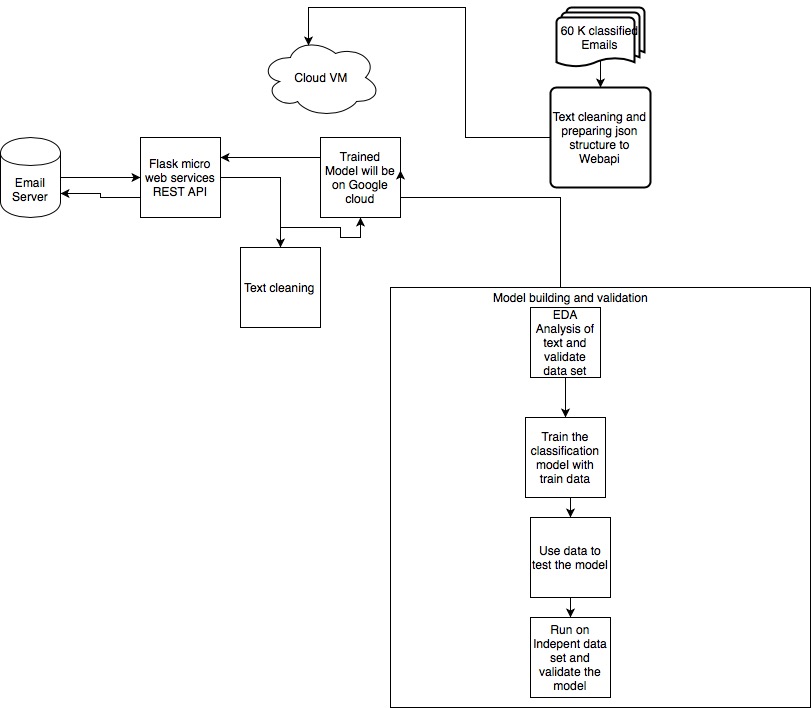 60 K classified
Emails
Cloud VM
Text cleaning and
preparing json
structure to
Webapi
Flask micro
web services
REST API
Trained
Model will be
on Google
cloud
Email
Server
Text cleaning
Model building and validation
EDA
Analysis of
text and
validate
data set
Train the
classification
model with
train data
Use data to
test the model
Run on
Indepent data
set and
validate the
model